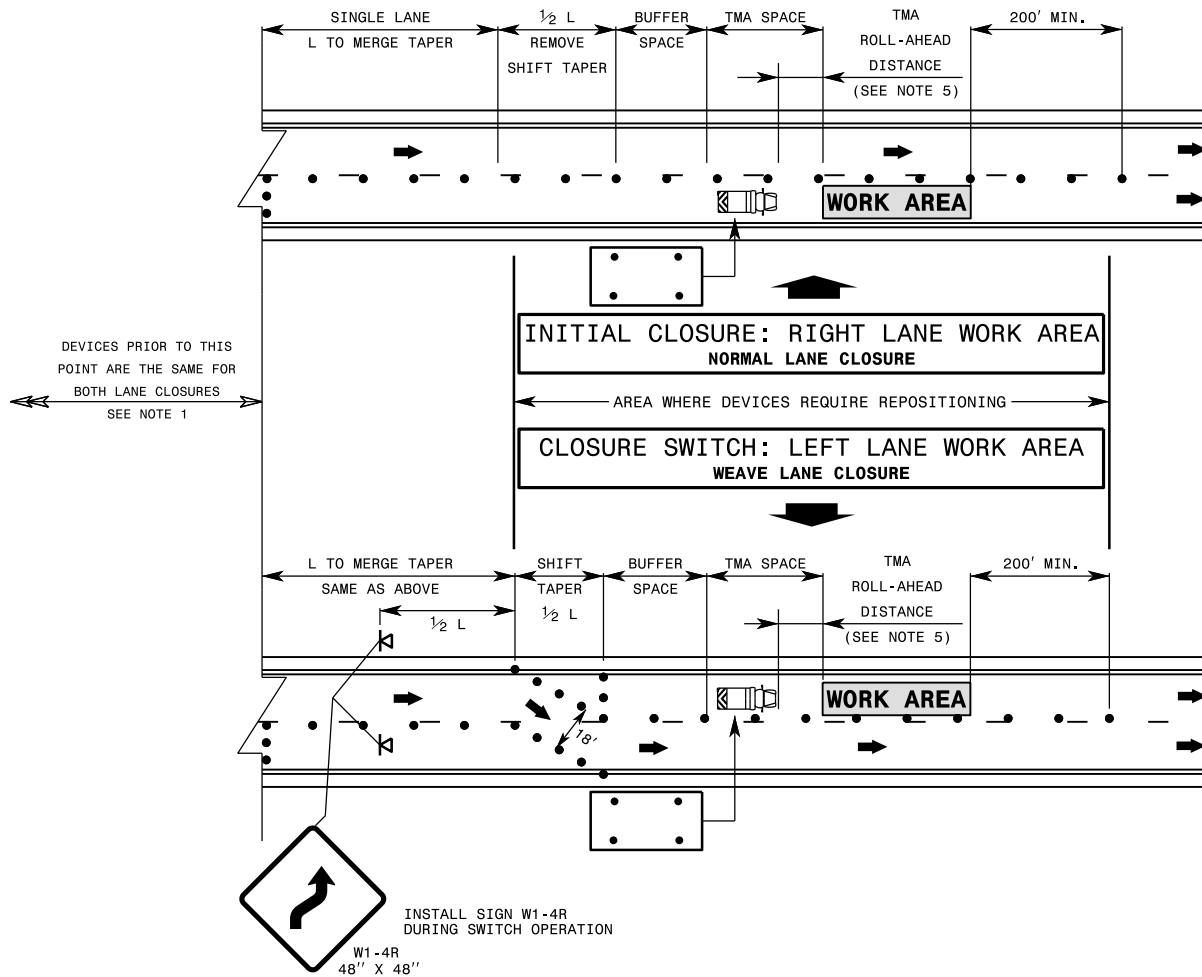 SINGLE LANE
L TO MERGE TAPER
½ L
REMOVE
SHIFT TAPER
BUFFER
SPACE
TMA SPACE
TMA
ROLL-AHEAD
DISTANCE
(SEE NOTE 5)
200' MIN.
WORK AREA
INITIAL CLOSURE: RIGHT LANE WORK AREA
NORMAL LANE CLOSURE
DEVICES PRIOR TO THIS
POINT ARE THE SAME FOR
BOTH LANE CLOSURES
SEE NOTE 1
AREA WHERE DEVICES REQUIRE REPOSITIONING
CLOSURE SWITCH: LEFT LANE WORK AREA
WEAVE LANE CLOSURE
L TO MERGE TAPER
SAME AS ABOVE
½ L
SHIFT
TAPER
½ L
BUFFER
SPACE
TMA SPACE
TMA
ROLL-AHEAD
DISTANCE
(SEE NOTE 5)
200' MIN.
WORK AREA
18'
INSTALL SIGN W1-4R
DURING SWITCH OPERATION
W1-4R
48'' X 48''